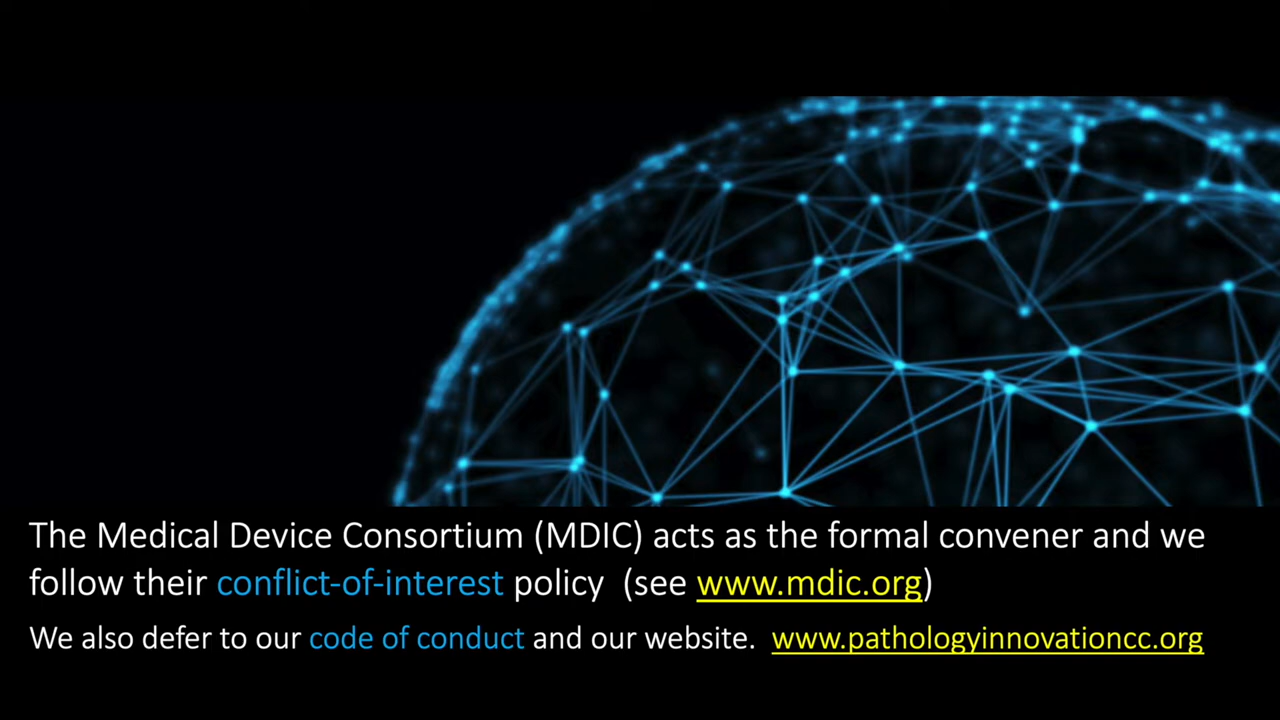 The Medical Device Consortium (MDIC) acts as the formal convener and we
follow their conflict-of-interest policy  (see www.mdic.org)
We also defer to our code of conduct and our website.  www.pathologyinnovationcc.org